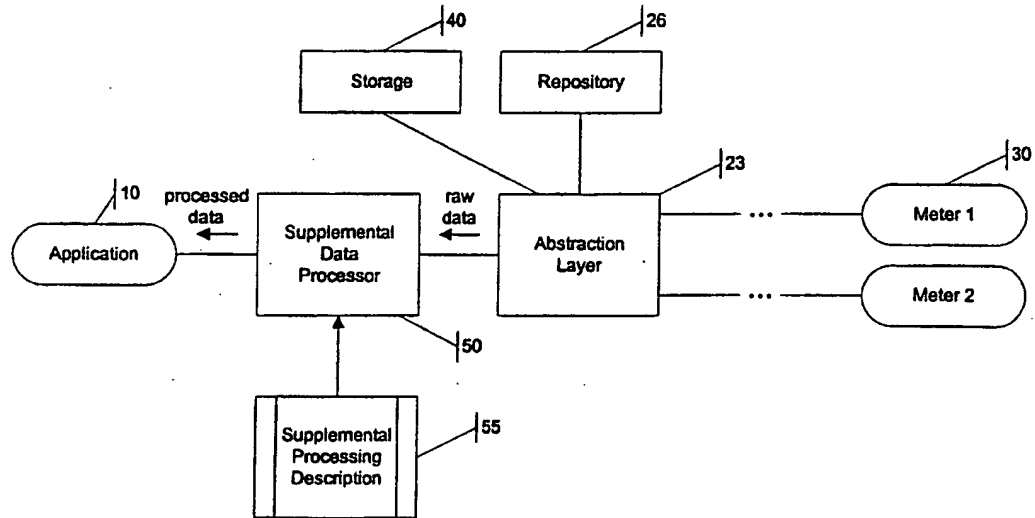 40
26
Storage
Repository
23
30
10
processed
data
raw
data
Application
Supplemental
Data
Processor
Abstraction
Layer
...
Meter 1
...
Meter 2
50
Supplemental
Processing
Description
55